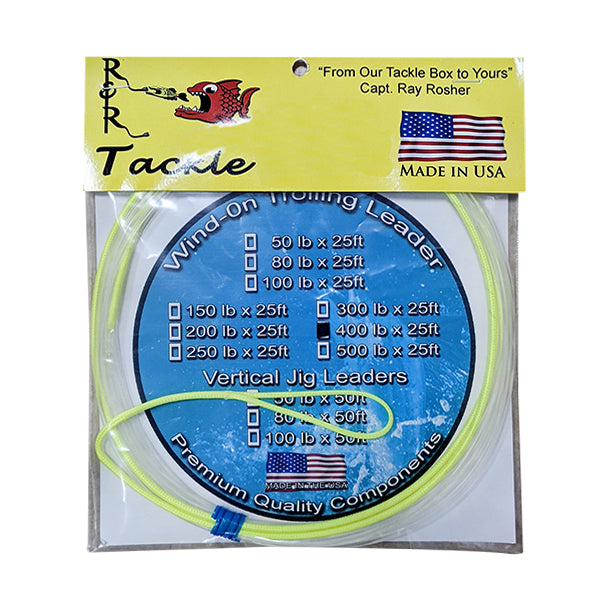 R&R
Tackle
"From Our Tackle Box to Yours"
Capt. Ray Rosher
MADE IN USA
Wind-On Trolling Leader
50 lb x 25ft
80 lb x 25ft
100 lb x 25ft
150 lb x 25ft
200 lb x 25ft
250 lb x 25ft
300 lb x 25ft
400 lb x 25ft
500 lb x 25ft
Vertical Jig Leaders
50 lb x 50ft
80 lb x 50ft
100 lb x 50ft
MADE IN THE USA
Premium Quality Components